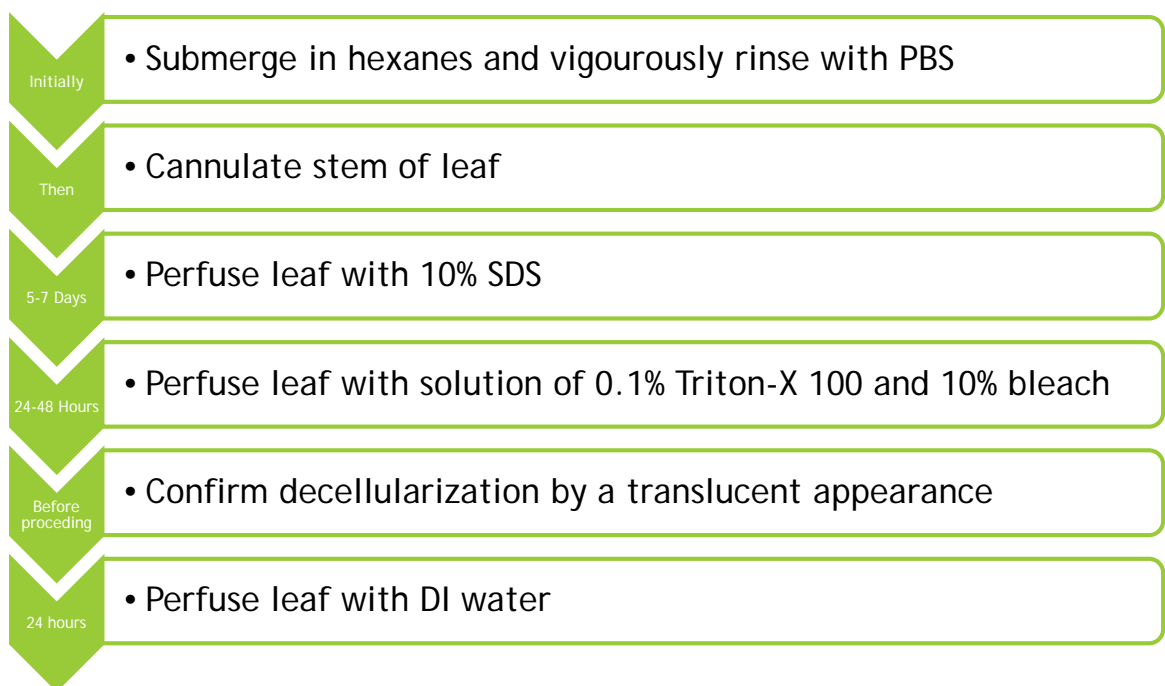 Initially
• Submerge in hexanes and vigourously rinse with PBS
Then
• Cannulate stem of leaf
5-7 Days
• Perfuse leaf with 10% SDS
24-48 Hours
• Perfuse leaf with solution of 0.1% Triton-X 100 and 10% bleach
Before
proceding
• Confirm decellularization by a translucent appearance
24 hours
• Perfuse leaf with DI water